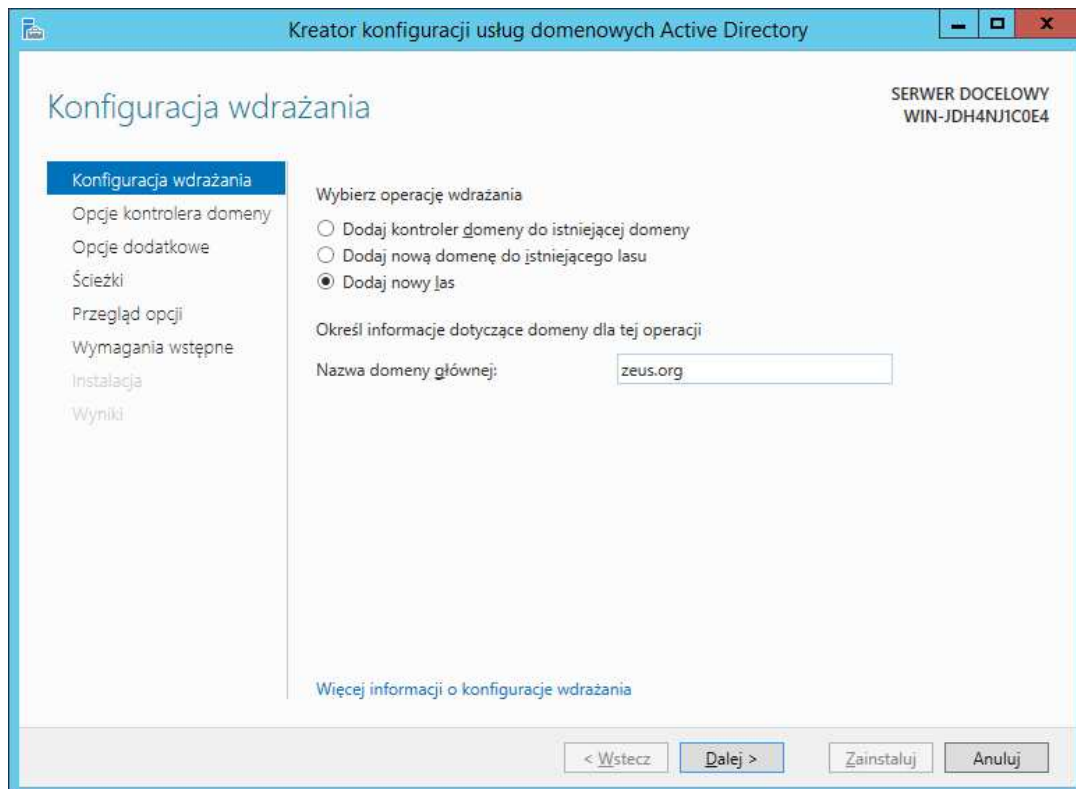 Kreator konfiguracji usług domenowych Active Directory
Konfiguracja wdrażania
SERWER DOCELOWY
WIN-JDH4NJ1C0E4
Konfiguracja wdrażania
Opcje kontrolera domeny
Opcje dodatkowe
Ścieżki
Przegląd opcji
Wymagania wstępne
Instalacja
Wyniki
Wybierz operację wdrażania
Dodaj kontroler domeny do istniejącej domeny
Dodaj nową domenę do istniejącego lasu
Dodaj nowy las
Określ informacje dotyczące domeny dla tej operacji
Nazwa domeny głównej: zeus.org
Więcej informacji o konfiguracje wdrażania
< Wstecz Dalej > Zainstaluj Anuluj